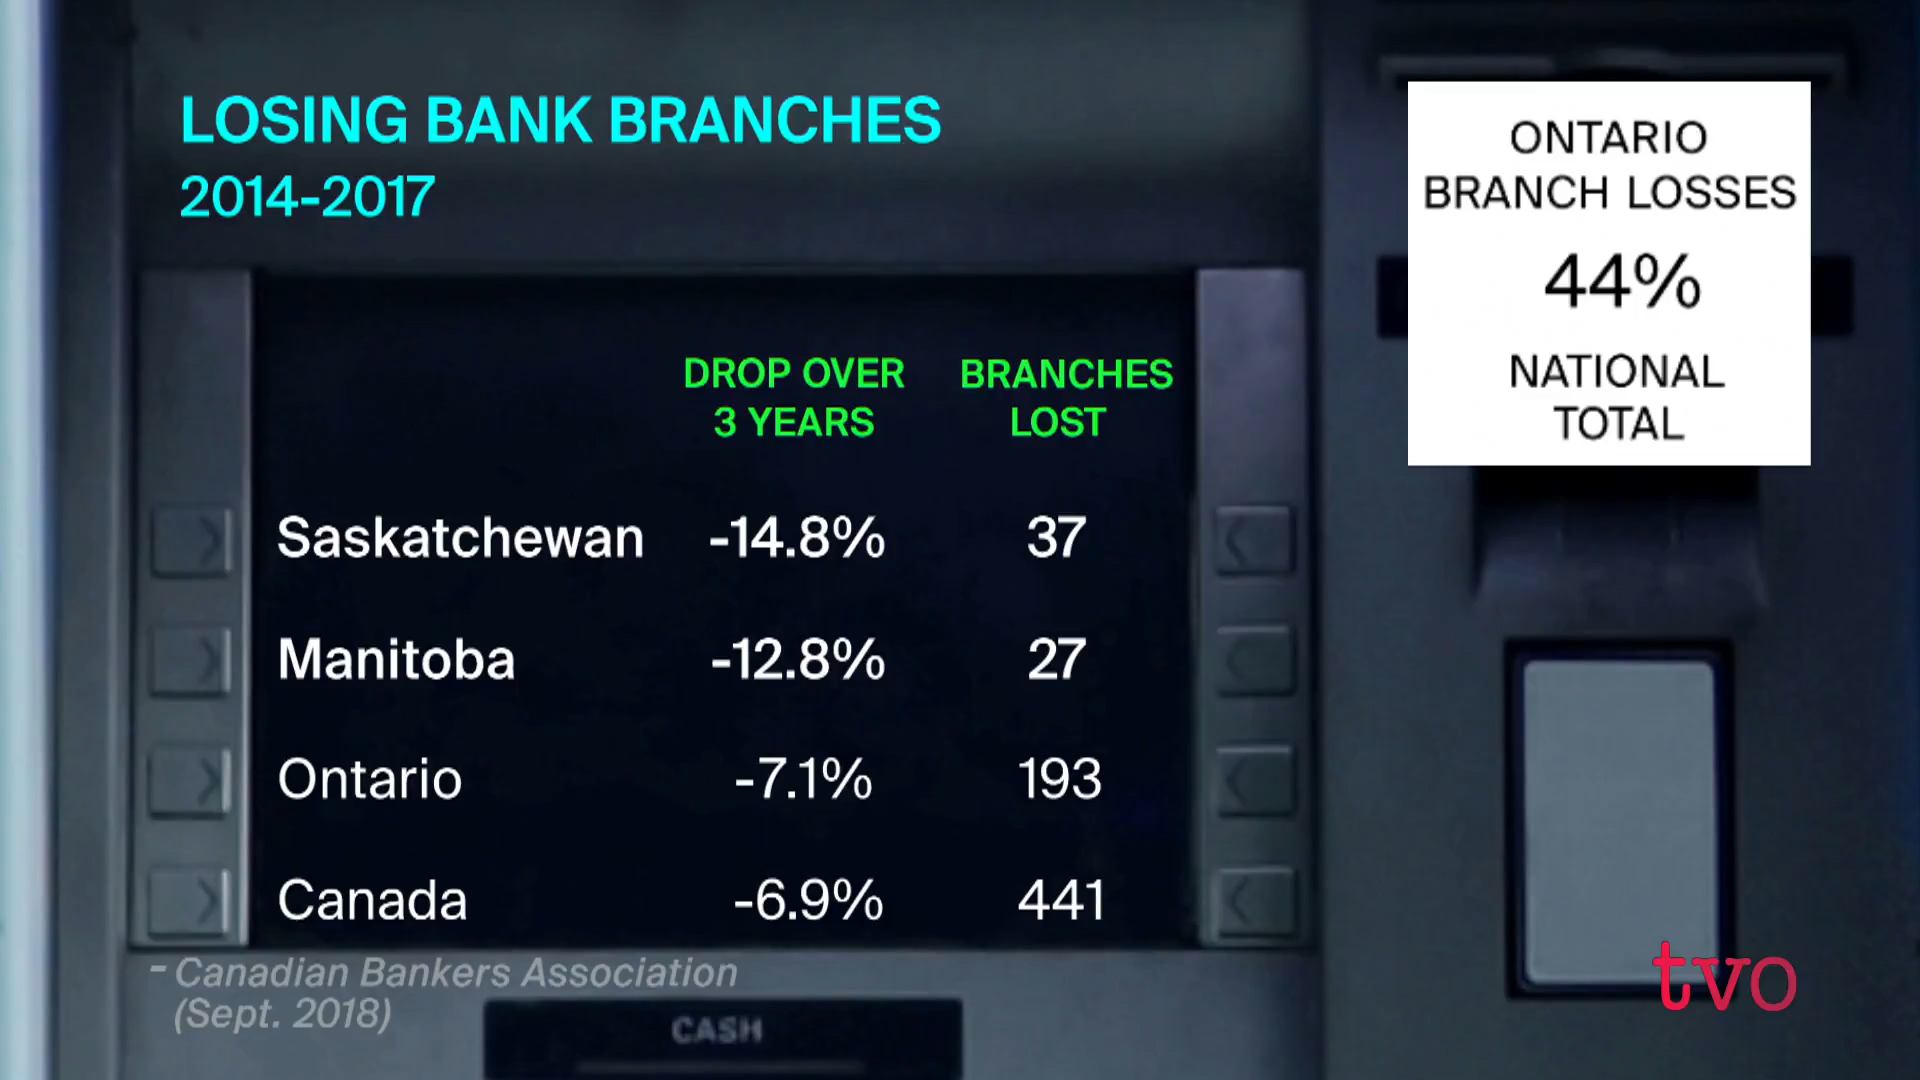 LOSING BANK BRANCHES
2014-2017
ONTARIO
BRANCH LOSSES
44%
NATIONAL
TOTAL
DROP OVER BRANCHES
3 YEARS LOST
Saskatchewan -14.8% 37
Manitoba -12.8% 27
Ontario -7.1% 193
Canada -6.9% 441
- Canadian Bankers Association
(Sept. 2018)
CASH
tvo